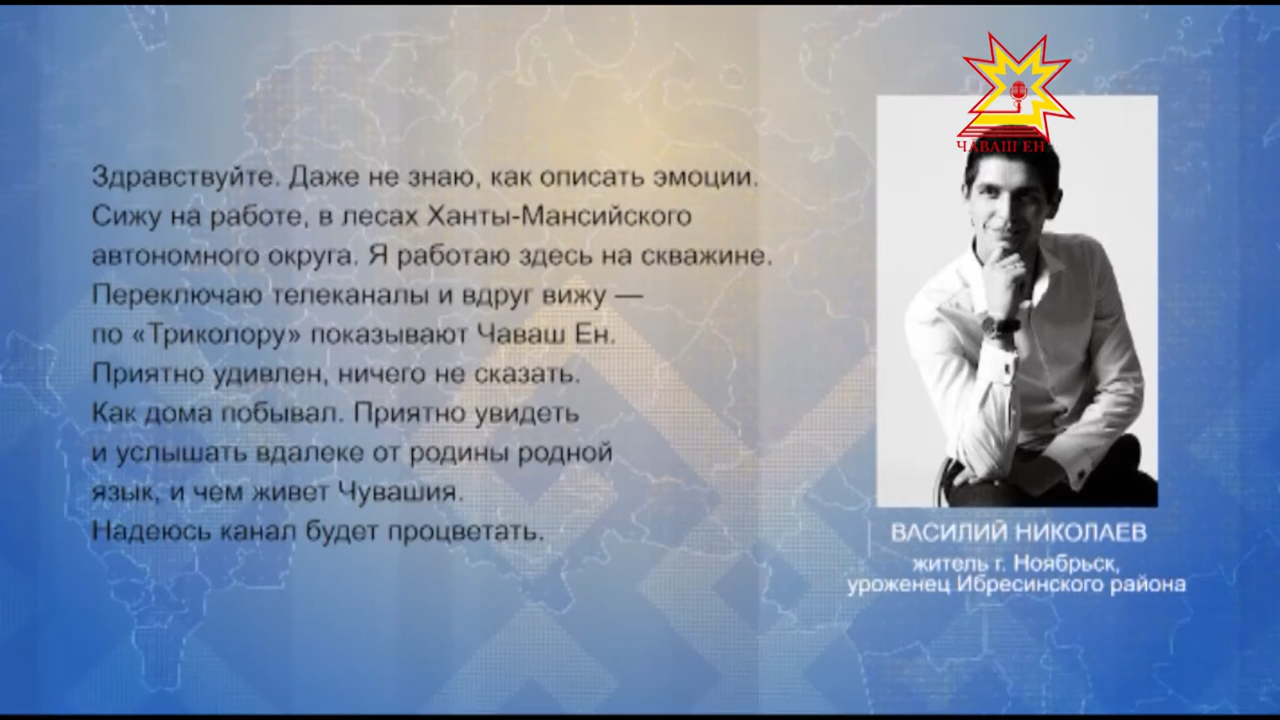 ЧАВАШ ЕН
Здравствуйте. Даже не знаю, как описать эмоции.
Сижу на работе, в лесах Ханты-Мансийского
автономного округа. Я работаю здесь на скважине.
Переключаю телеканалы и вдруг вижу —
по «Триколору» показывают Чаваш Ен.
Приятно удивлен, ничего не сказать.
Как дома побывал. Приятно увидеть
и услышать вдалеке от родины родной
язык, и чем живет Чувашия.
Надеюсь канал будет процветать.
ВАСИЛИЙ НИКОЛАЕВ
житель г. Ноябрьск,
уроженец Ибресинского района